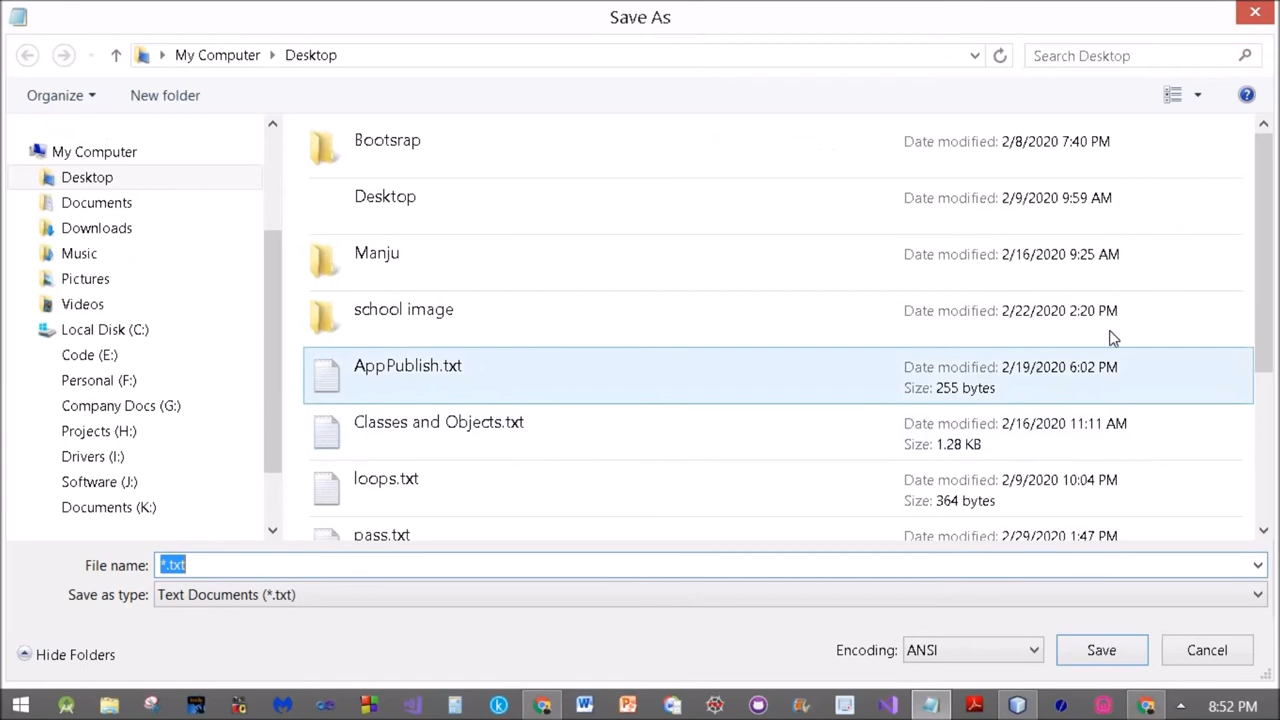 Save As
My Computer Desktop
Search Desktop
Organize
New folder
My Computer
Desktop
Documents
Downloads
Music
Pictures
Videos
Local Disk (C:)
Code (E:)
Personal (F:)
Company Docs (G:)
Projects (H:)
Drivers (I:)
Software (J:)
Documents (K:)
Bootsrap
Date modified: 2/8/2020 7:40 PM
Desktop
Date modified: 2/9/2020 9:59 AM
Manju
Date modified: 2/16/2020 9:25 AM
school image
Date modified: 2/22/2020 2:20 PM
AppPublish.txt
Date modified: 2/19/2020 6:02 PM
Size: 255 bytes
Classes and Objects.txt
Date modified: 2/16/2020 11:11 AM
Size: 1.28 KB
loops.txt
Date modified: 2/9/2020 10:04 PM
Size: 364 bytes
pass.txt
Date modified: 2/29/2020 1:47 PM
File name: *.txt
Save as type: Text Documents (*.txt)
Hide Folders
Encoding: ANSI
Save
Cancel
8:52 PM